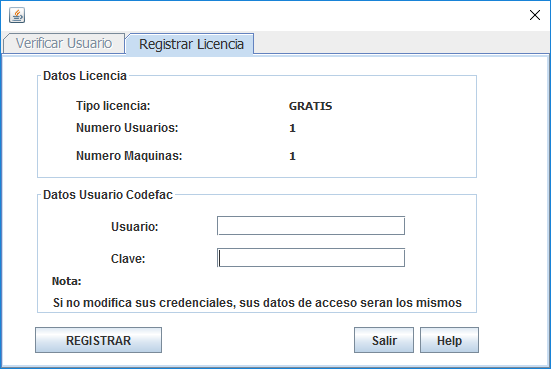 Verificar Usuario Registrar Licencia
Datos Licencia
Tipo licencia: GRATIS
Numero Usuarios: 1
Numero Maquinas: 1
Datos Usuario Codefac
Usuario:
Clave:
Nota:
Si no modifica sus credenciales, sus datos de acceso seran los mismos
REGISTRAR Salir Help